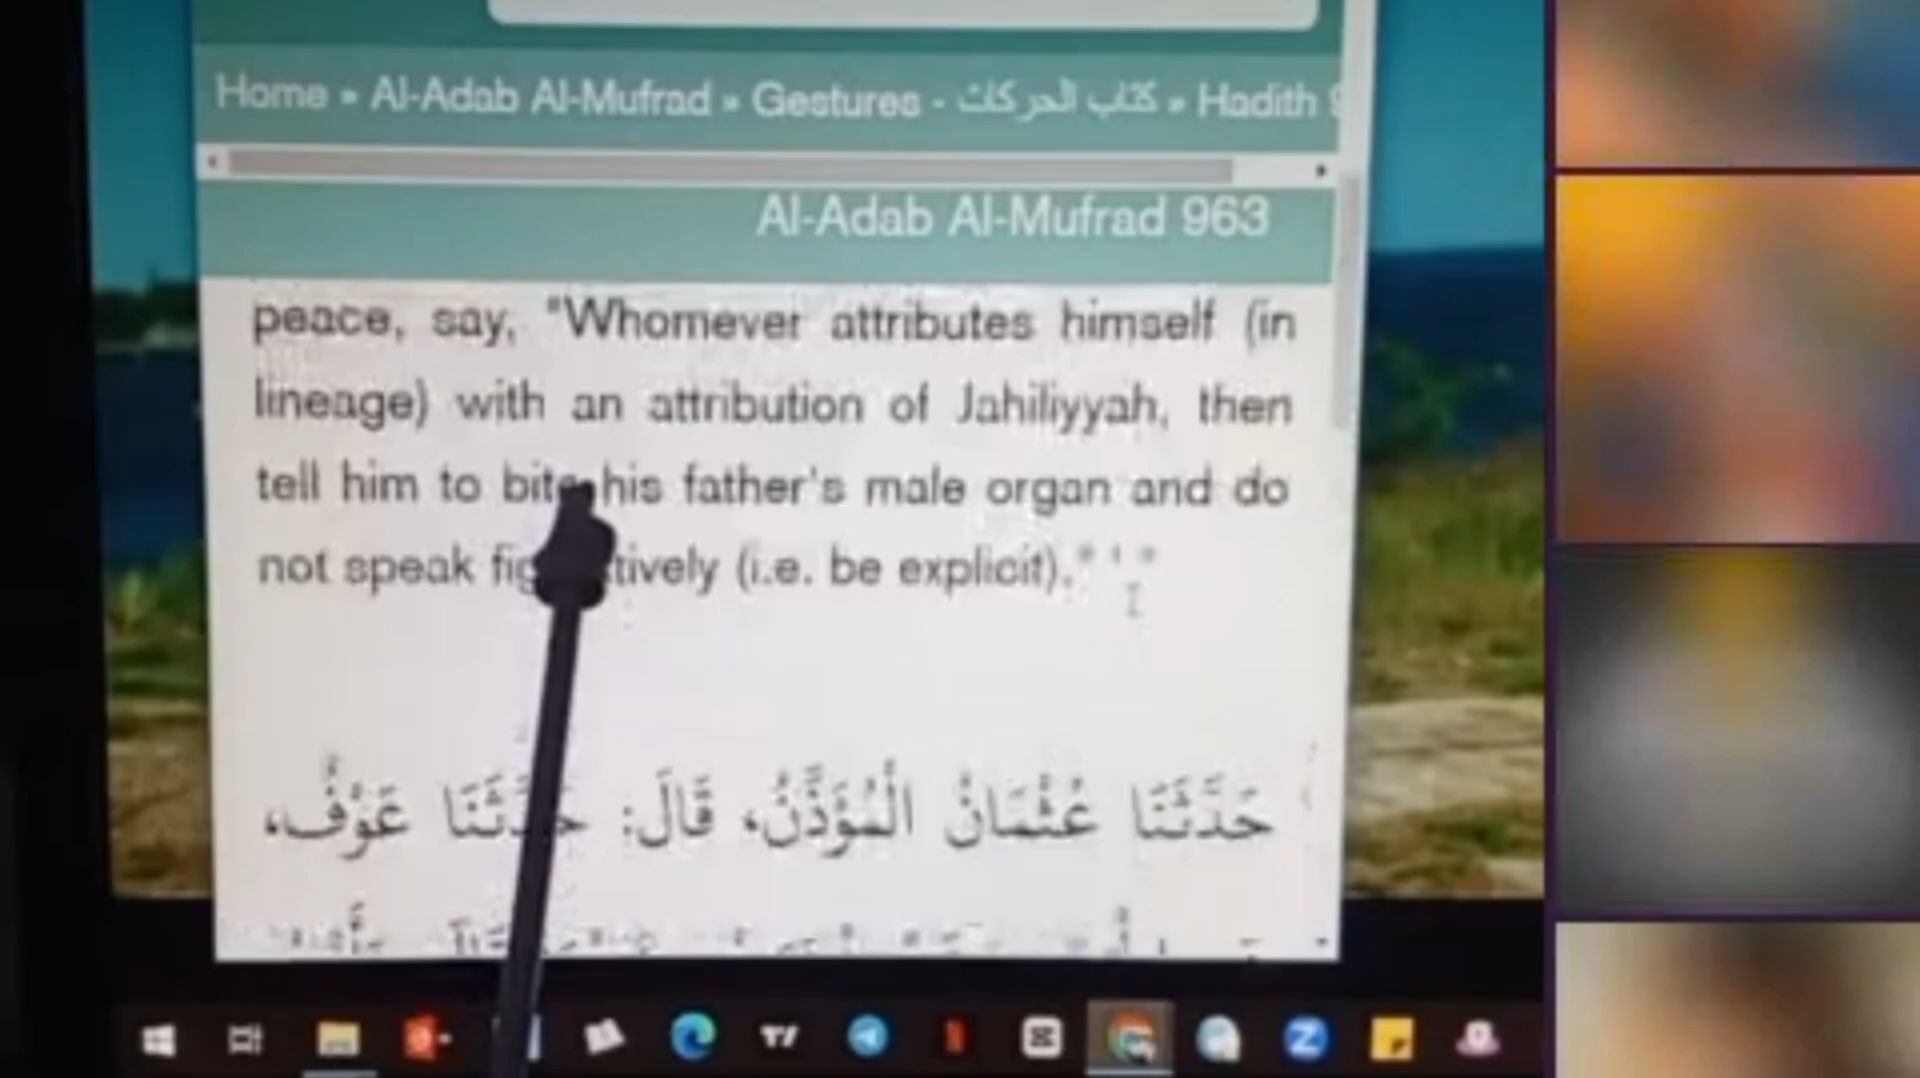 Home » Al-Adab Al-Mufrad » Gestures - كتاب الحركات » Hadith
Al-Adab Al-Mufrad 963
peace, say, "Whomever attributes himself (in
lineage) with an attribution of Jahiliyyah, then
tell him to bite his father's male organ and do
not speak tively (i.e. be explicit)." ' "
حَدَّثَنَا عُثْمَانُ الْمُؤَذِّنُ، قَالَ: حَدَّثَنَا عَوْفٌ،